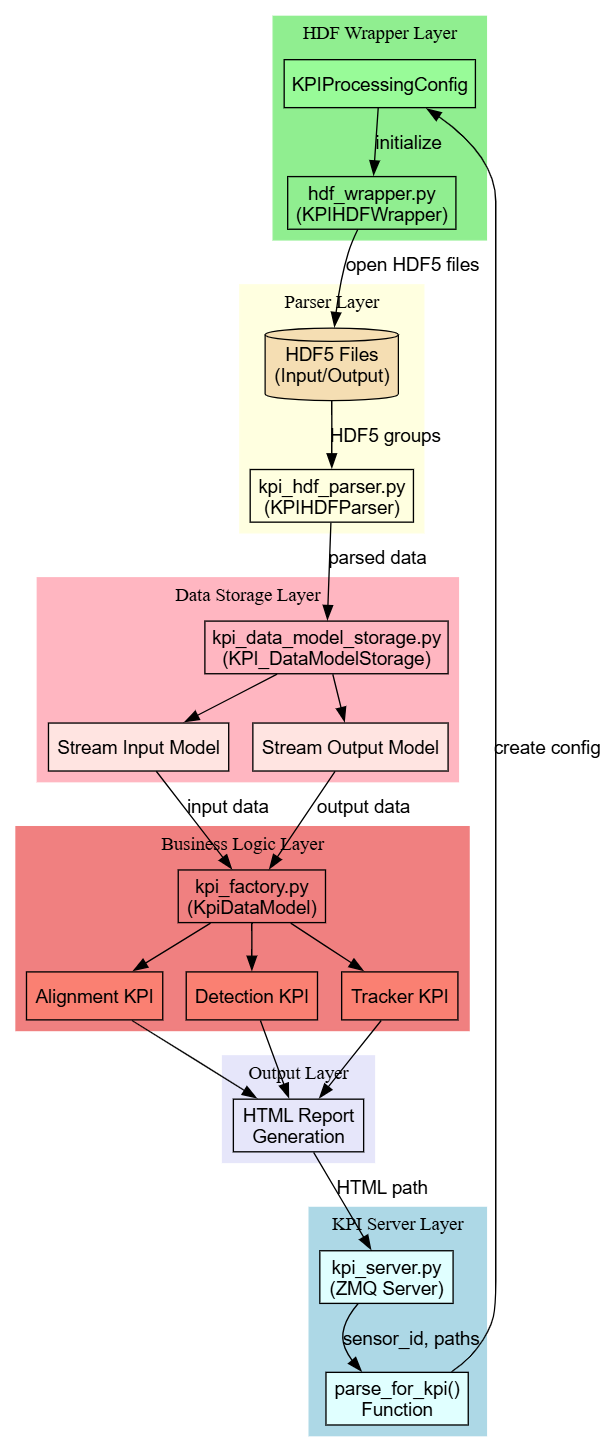 HDF Wrapper Layer
KPIProcessingConfig
initialize
hdf_wrapper.py
(KPIHDFWrapper)
open HDF5 files
Parser Layer
HDF5 Files
(Input/Output)
HDF5 groups
kpi_hdf_parser.py
(KPIHDFParser)
parsed data
Data Storage Layer
kpi_data_model_storage.py
(KPI_DataModelStorage)
Stream Input Model
Stream Output Model
create config
input data
output data
Business Logic Layer
kpi_factory.py
(KpiDataModel)
Alignment KPI
Detection KPI
Tracker KPI
Output Layer
HTML Report
Generation
HTML path
KPI Server Layer
kpi_server.py
(ZMQ Server)
sensor_id, paths
parse_for_kpi()
Function